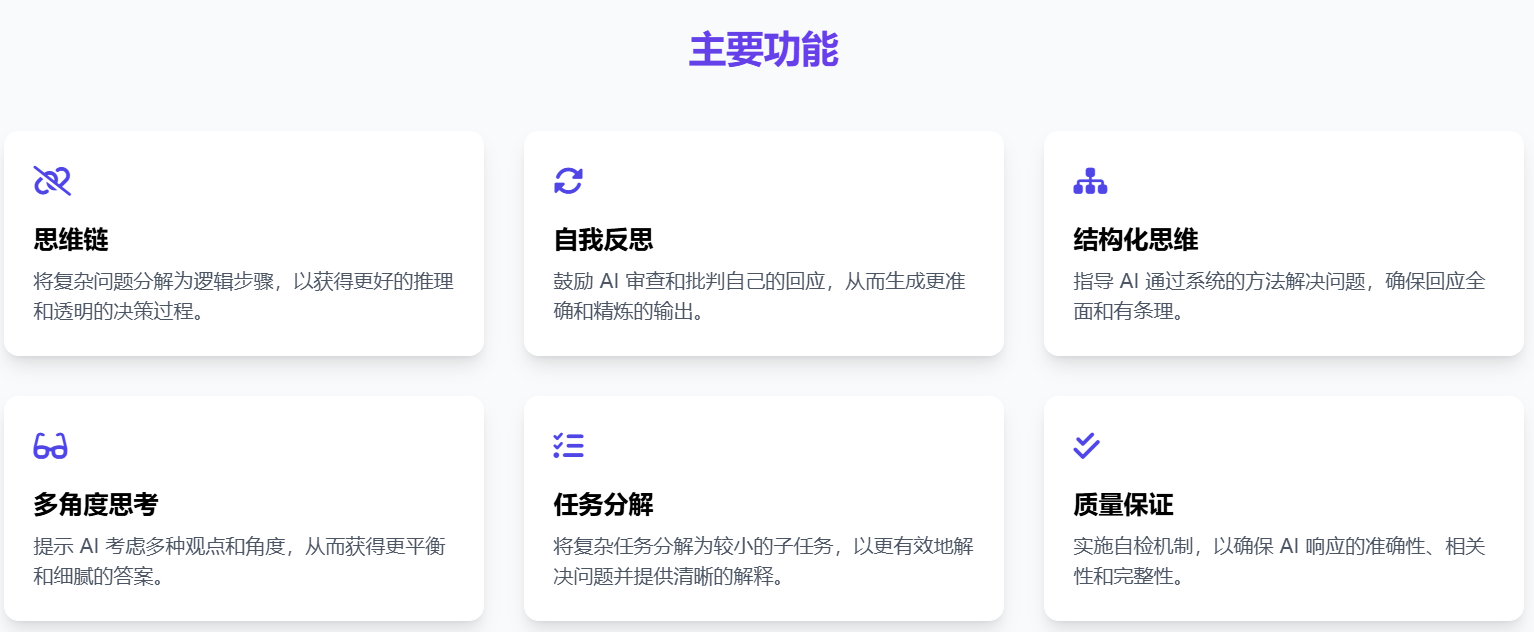 主要功能
思维链
将复杂问题分解为逻辑步骤，以获得更好的推理
和透明的决策过程。
自我反思
鼓励 AI 审查和批判自己的回应，从而生成更准
确和精炼的输出。
结构化思维
指导 AI 通过系统的方法解决问题，确保回应全
面和有条理。
多角度思考
提示 AI 考虑多种观点和角度，从而获得更平衡
和细腻的答案。
任务分解
将复杂任务分解为较小的子任务，以更有效地解
决问题并提供清晰的解释。
质量保证
实施自检机制，以确保 AI 响应的准确性、相关
性和完整性。